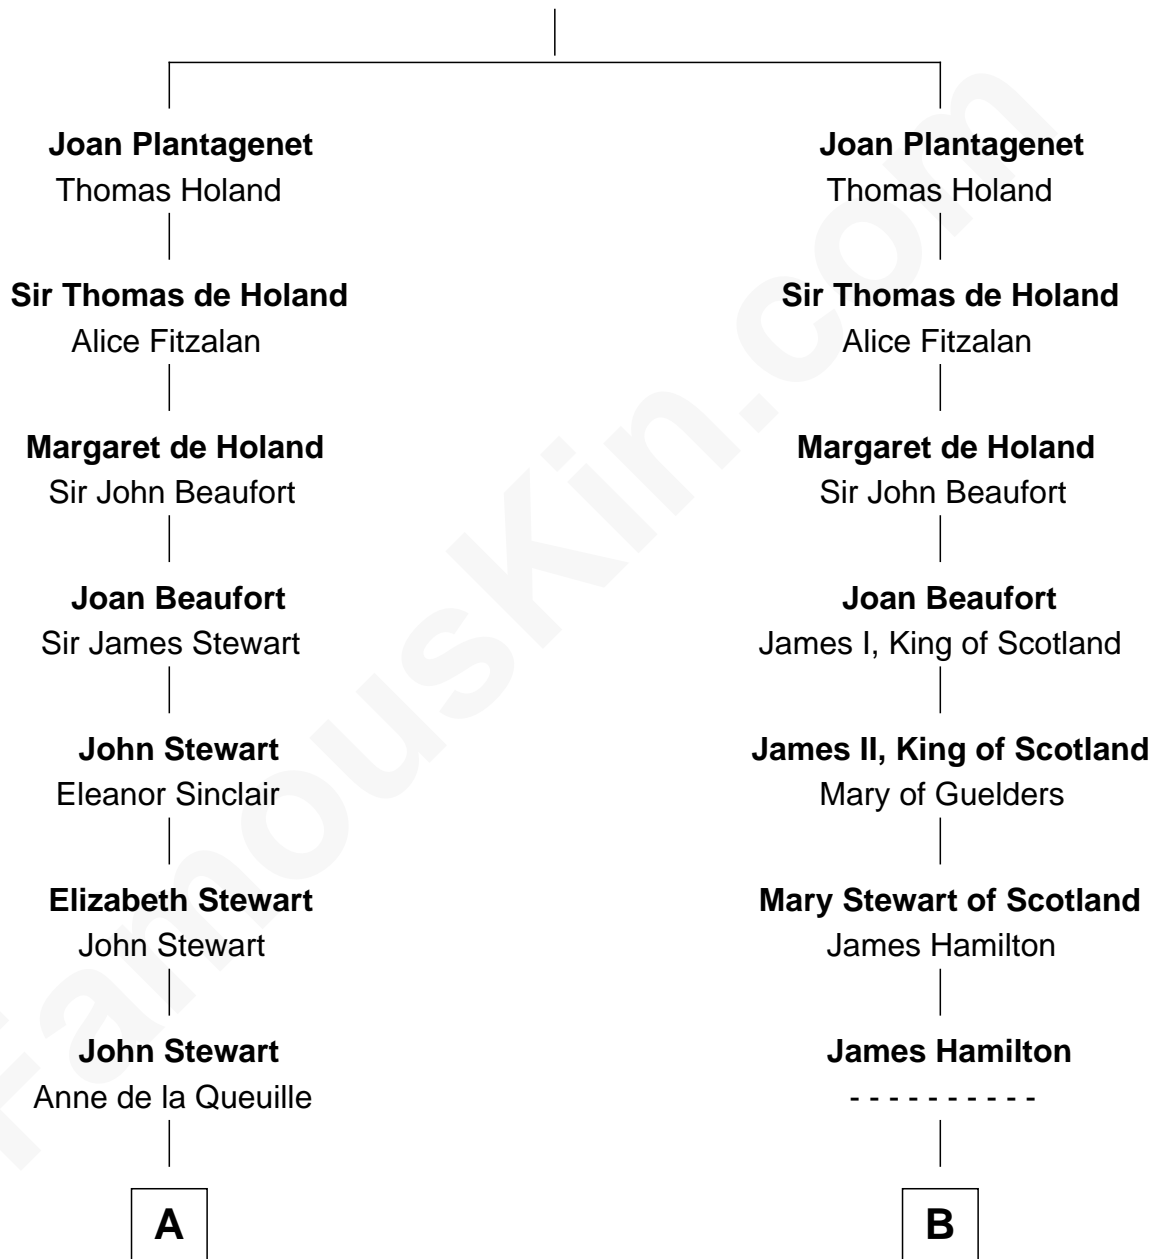 Joan Plantagenet
Thomas Holand
Sir Thomas de Holand
Alice Fitzalan
Margaret de Holand
Sir John Beaufort
Joan Beaufort
Sir James Stewart
John Stewart
Eleanor Sinclair
Elizabeth Stewart
John Stewart
John Stewart
Anne de la Queuille
A
Joan Plantagenet
Thomas Holand
Sir Thomas de Holand
Alice Fitzalan
Margaret de Holand
Sir John Beaufort
Joan Beaufort
James I, King of Scotland
James II, King of Scotland
Mary of Guelders
Mary Stewart of Scotland
James Hamilton
James Hamilton
- - - - - - - - - -
B
FamousKin.com